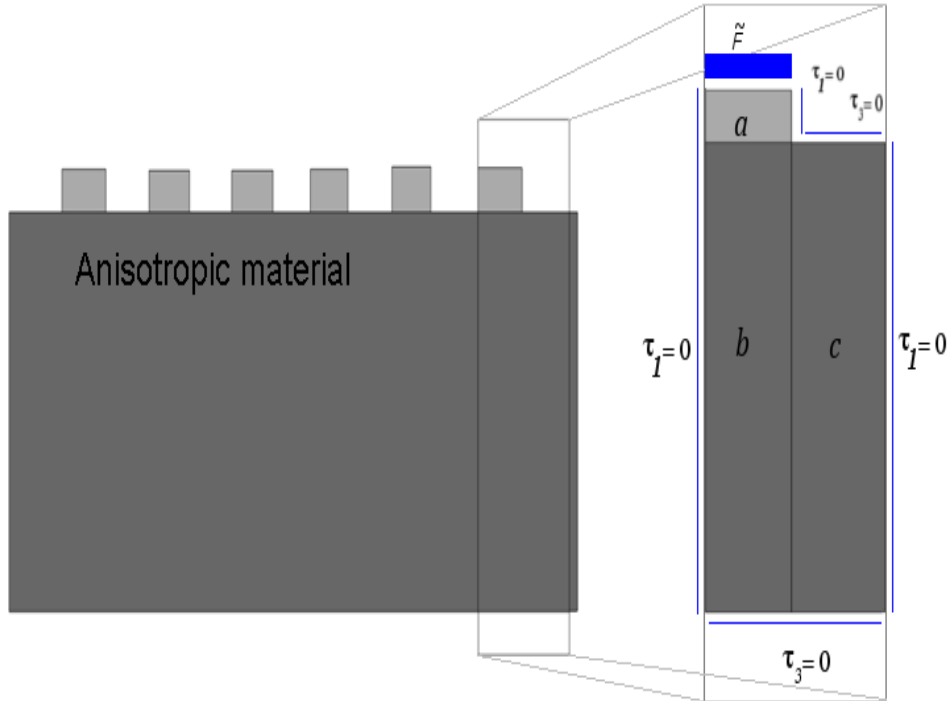 F̃
τ₁=0
τ₃=0
a
Anisotropic material
τ₁=0
b
c
τ₁=0
τ₃=0